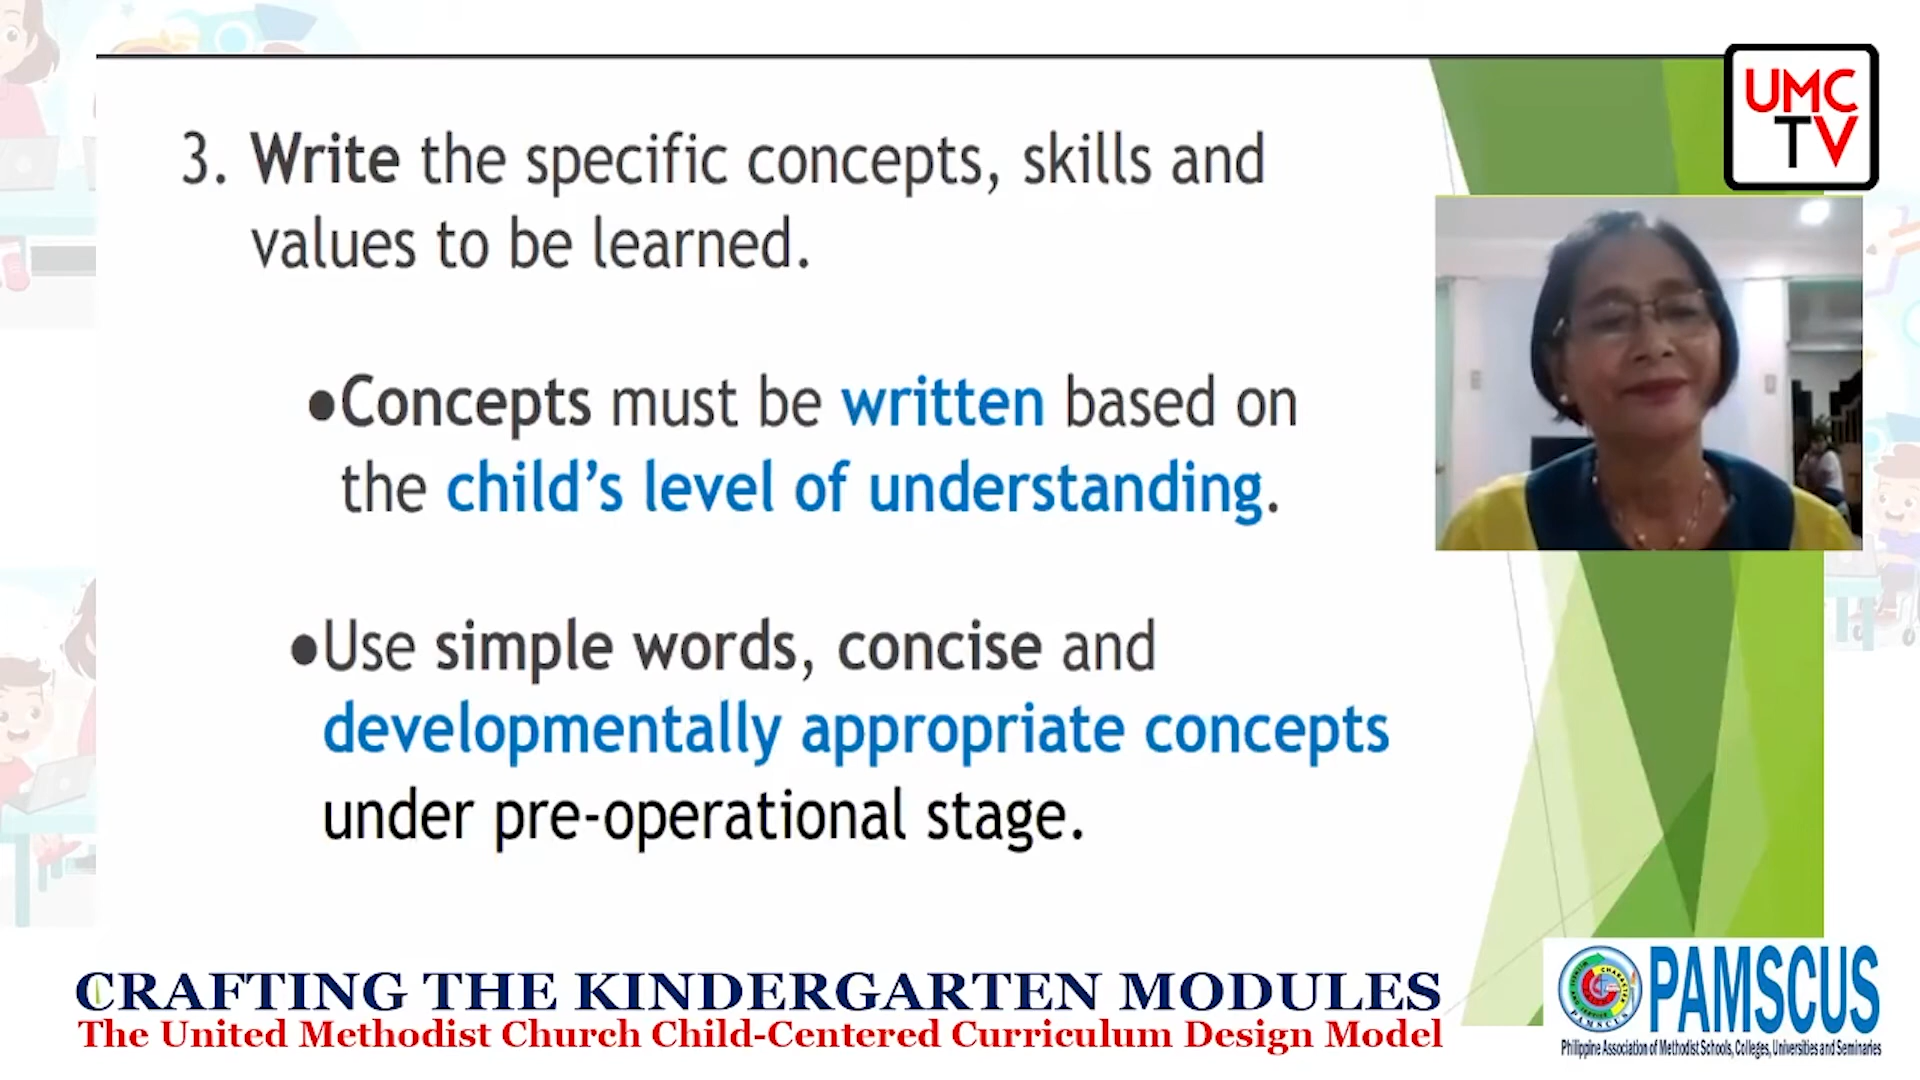 UMC
TV
3. Write the specific concepts, skills and
values to be learned.
●Concepts must be written based on
the child's level of understanding.
●Use simple words, concise and
developmentally appropriate concepts
under pre-operational stage.
CRAFTING THE KINDERGARTEN MODULES
The United Methodist Church Child-Centered Curriculum Design Model
PAMSCUS
Philippine Association of Methodist Schools, Colleges, Universities and Seminaries